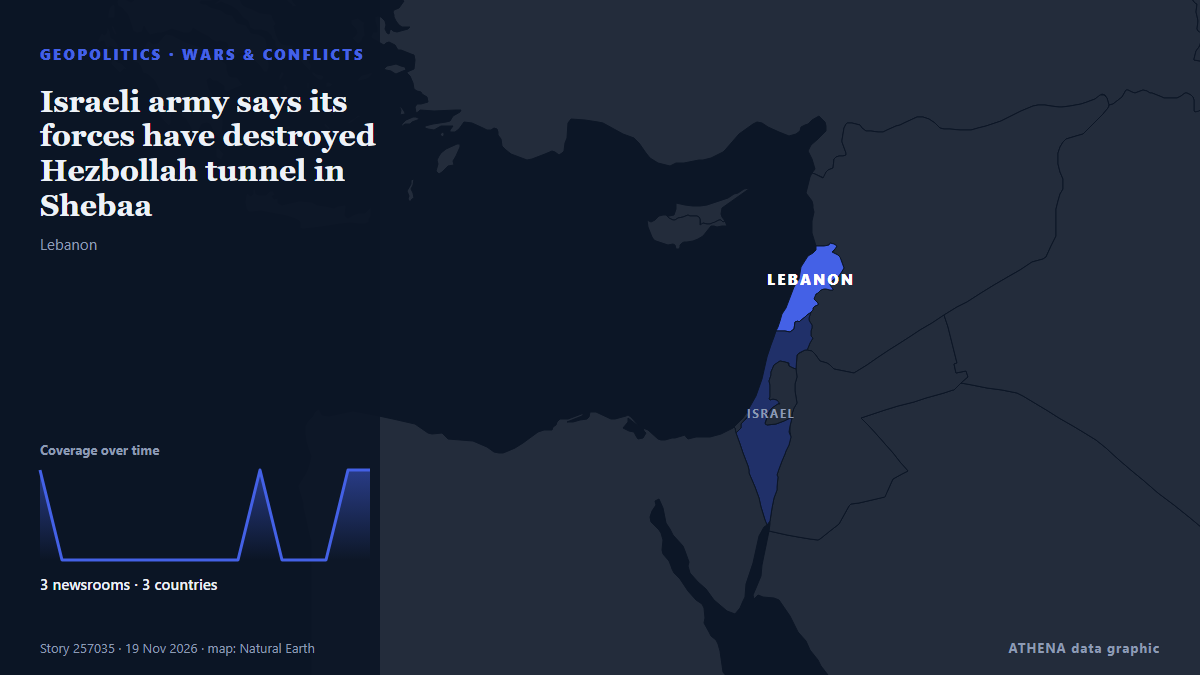 GEOPOLITICS · WARS & CONFLICTS
Israeli army says its
forces have destroyed
Hezbollah tunnel in
Shebaa
Lebanon
LEBANON
ISRAEL
Coverage over time
3 newsrooms · 3 countries
Story 257035 · 19 Nov 2026 · map: Natural Earth
ATHENA data graphic